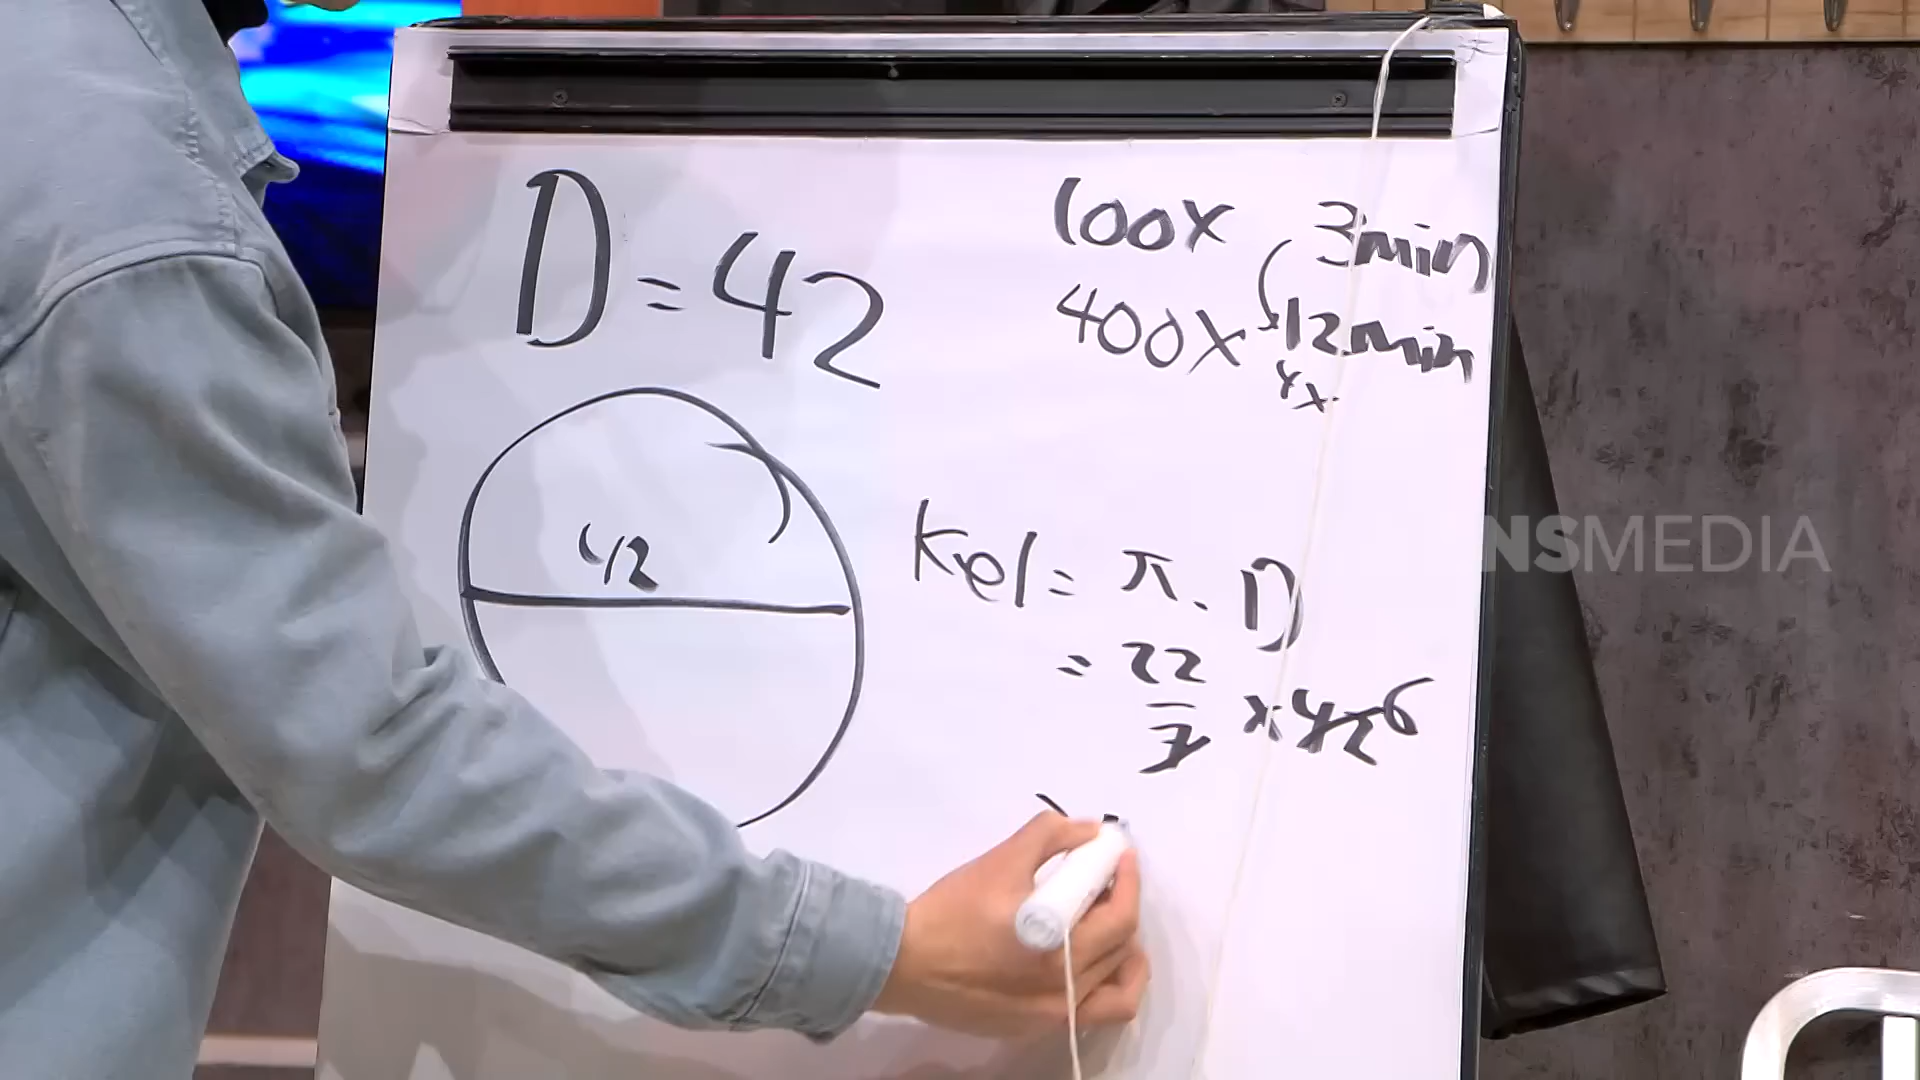 D = 42
100x 3min
400x 12min
4x
42
Kel = π. D
= 22
7 x 42 6
NSMEDIA